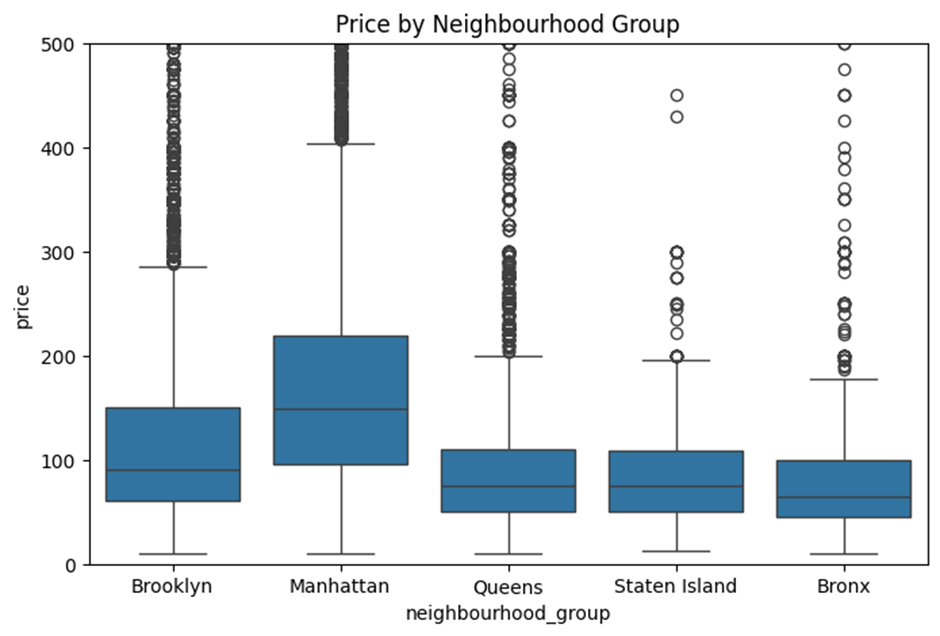 Price by Neighbourhood Group
500
400
300
200
100
0
price
Brooklyn Manhattan Queens Staten Island Bronx
neighbourhood_group